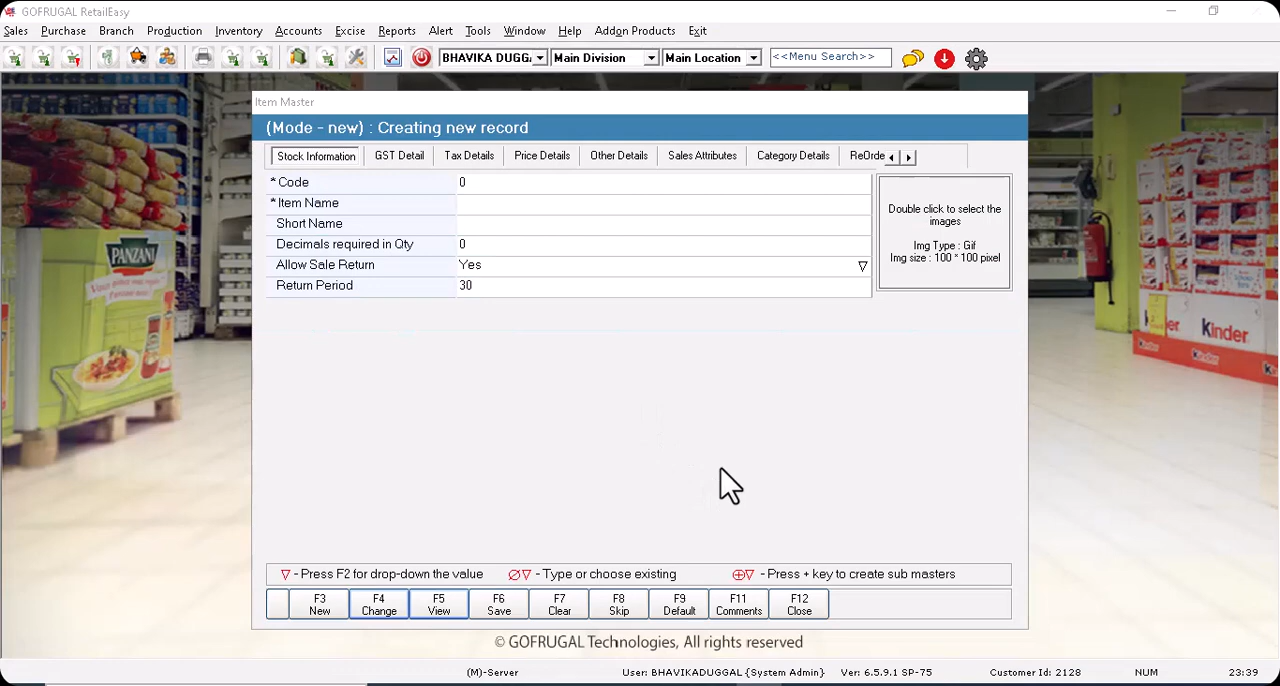 GOFRUGAL RetailEasy
Sales Purchase Branch Production Inventory Accounts Excise Reports Alert Tools Window Help Addon Products Exit
BHAVIKA DUGGA Main Division Main Location <<Menu Search>>
Item Master
(Mode - new) : Creating new record
Stock Information GST Detail Tax Details Price Details Other Details Sales Attributes Category Details ReOrde
* Code 0
* Item Name
Short Name
Decimals required in Qty 0
Allow Sale Return Yes
Return Period 30
Double click to select the
images
Img Type : Gif
Img size : 100 * 100 pixel
PANZANI
Kinder
- Press F2 for drop-down the value - Type or choose existing - Press + key to create sub masters
F3 F4 F5 F6 F7 F8 F9 F11 F12
New Change View Save Clear Skip Default Comments Close
© GOFRUGAL Technologies, All rights reserved
(M)-Server User: BHAVIKADUGGAL {System Admin} Ver: 6.5.9.1 SP-75 Customer Id: 2128 NUM 23:39